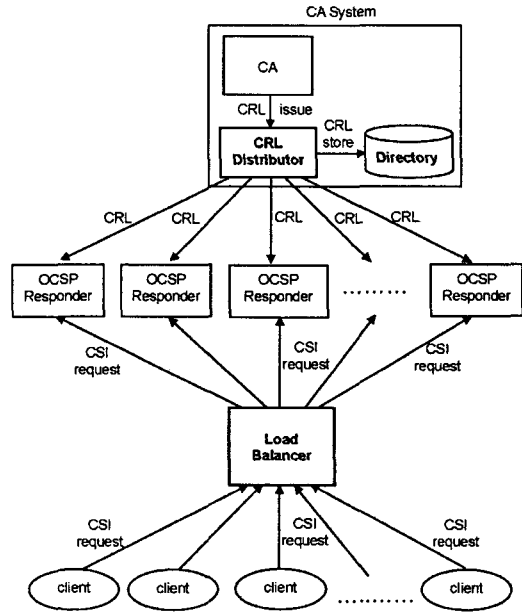 CA System
CA
CRL issue
CRL
Distributor
CRL
store
Directory
CRL
CRL
CRL
CRL
CRL
OCSP
Responder
OCSP
Responder
OCSP
Responder
.........
OCSP
Responder
CSI
request
CSI
request
CSI
request
Load
Balancer
CSI
request
CSI
request
CSI
request
client
client
client
..........
client